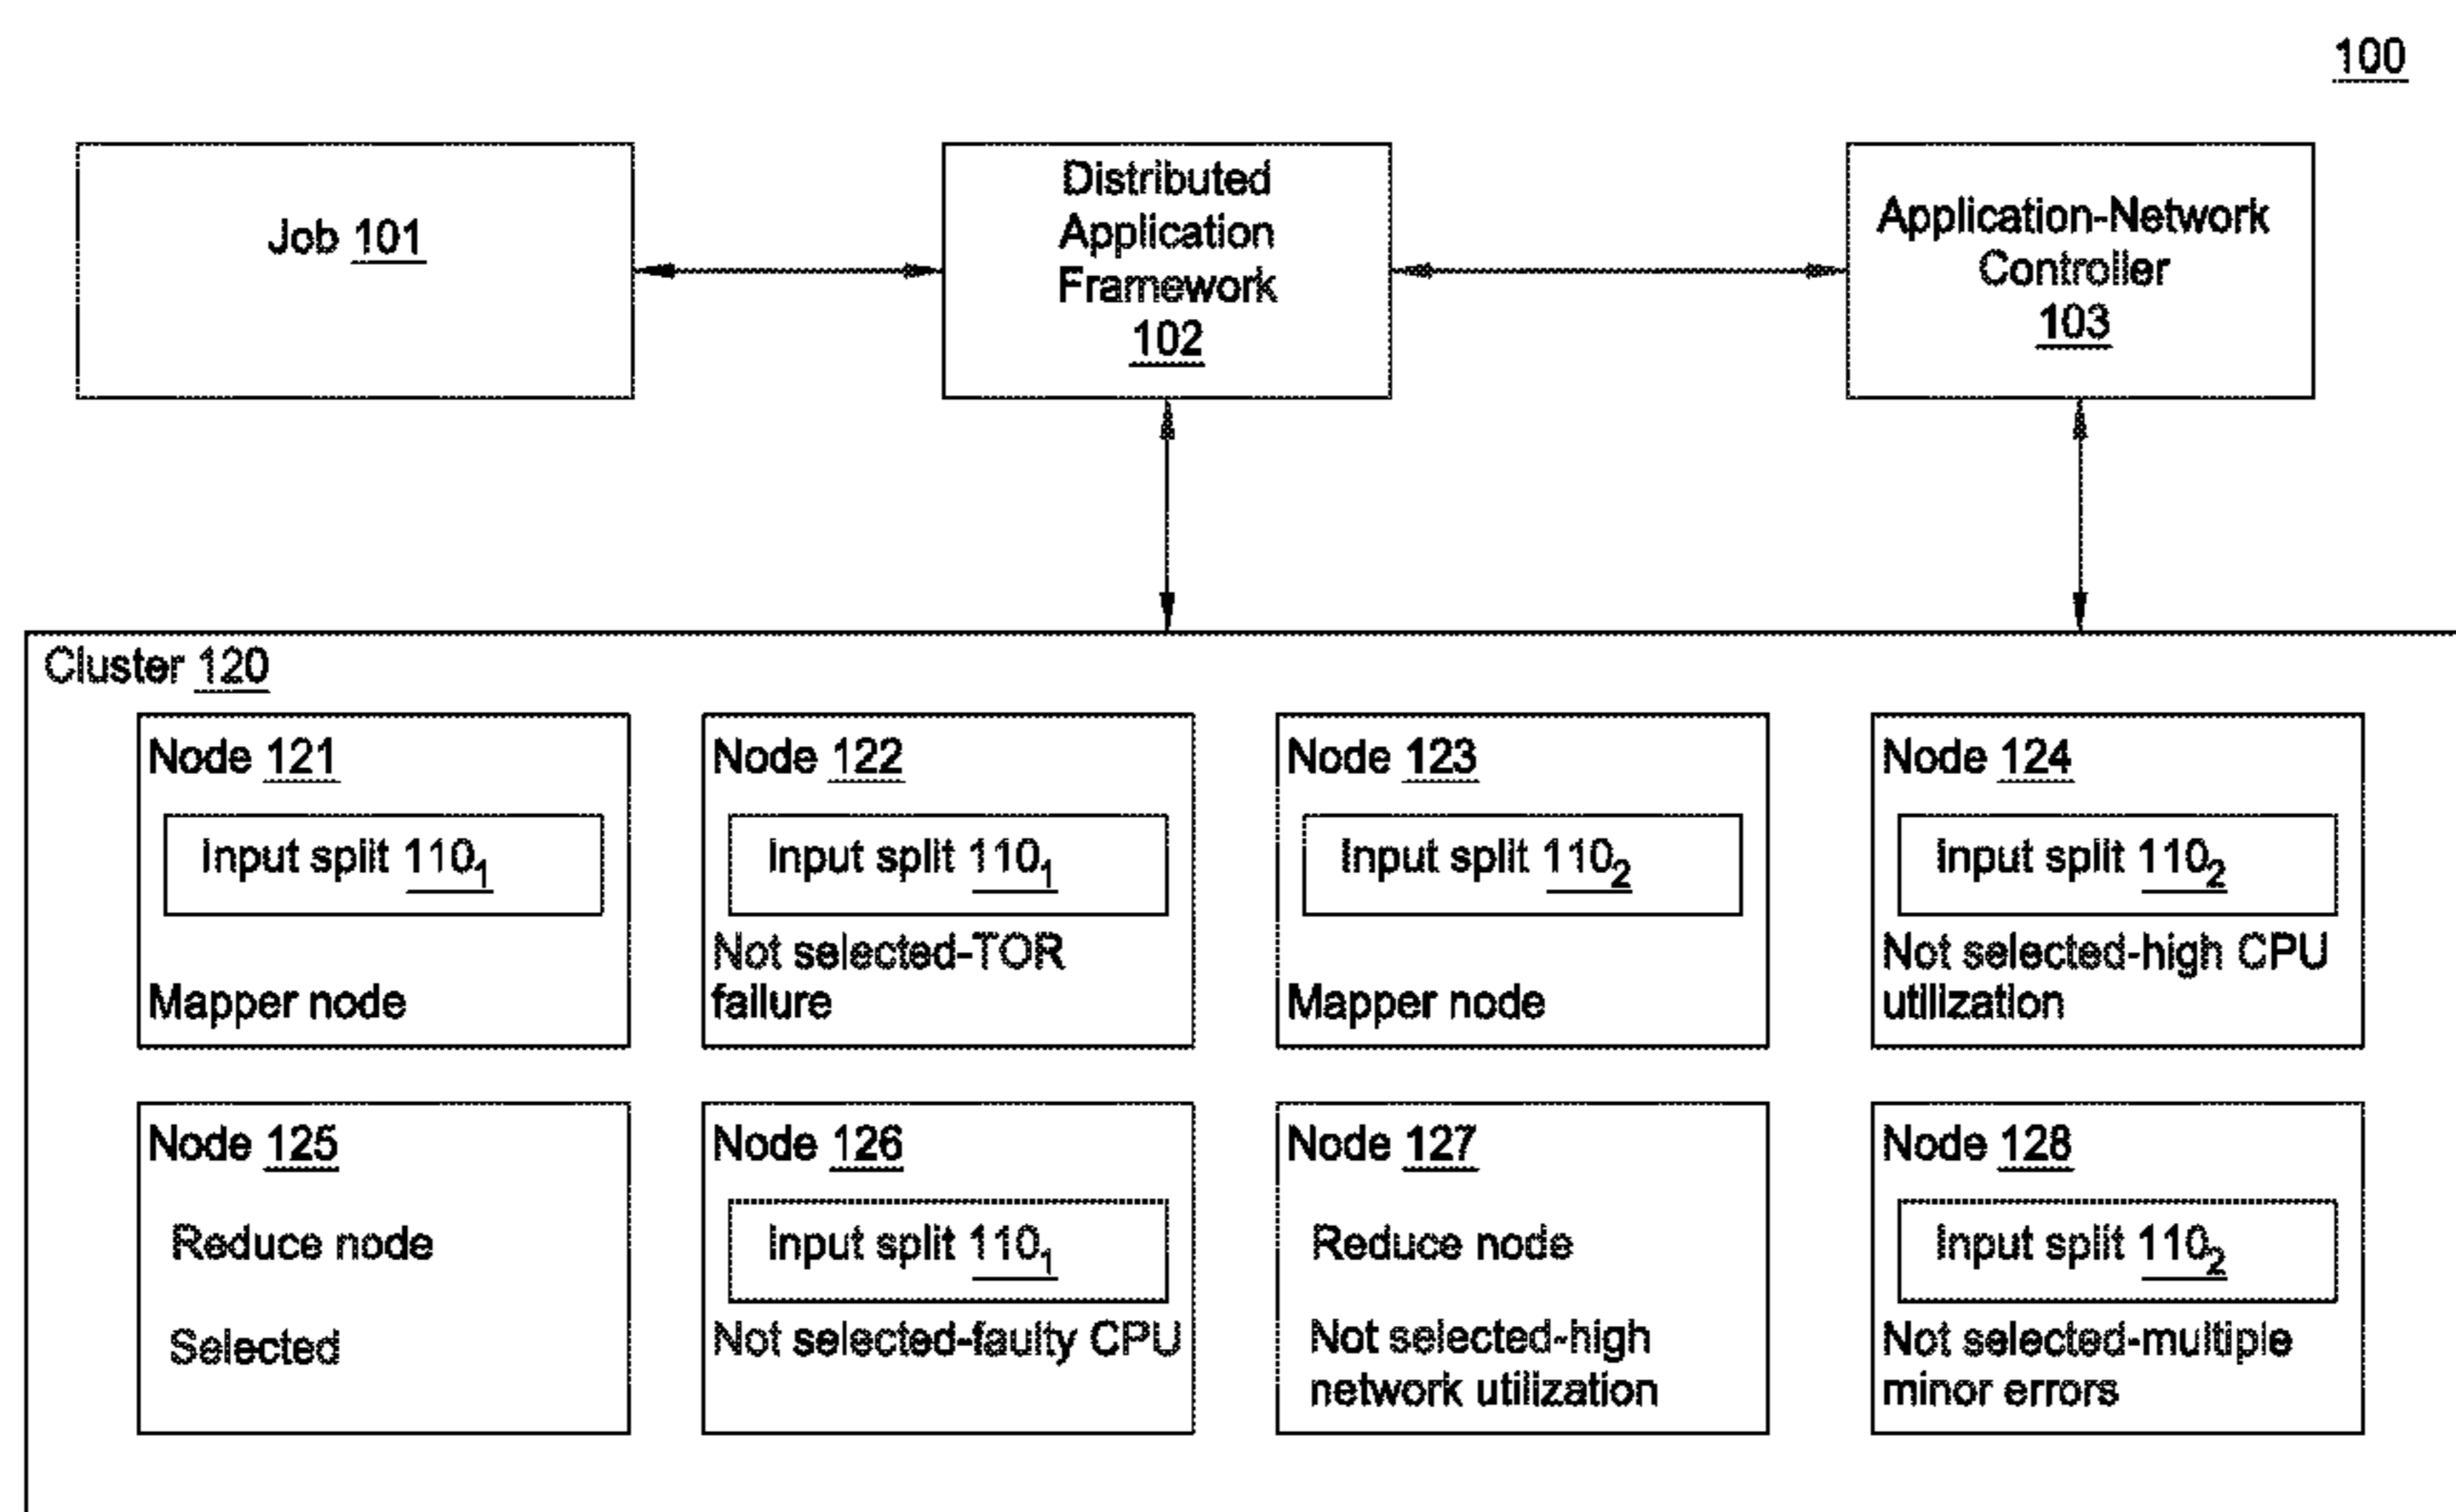 100
Job 101
Distributed
Application
Framework
102
Application-Network
Controller
103
Cluster 120
Node 121
Input split 110₁
Mapper node
Node 122
Input split 110₁
Not selected-TOR
failure
Node 123
Input split 110₂
Mapper node
Node 124
Input split 110₂
Not selected-high CPU
utilization
Node 125
Reduce node
Selected
Node 126
Input split 110₁
Not selected-faulty CPU
Node 127
Reduce node
Not selected-high
network utilization
Node 128
Input split 110₂
Not selected-multiple
minor errors